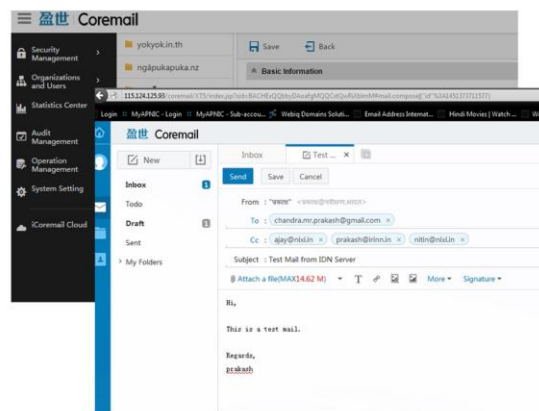 盈世 Coremail
Security Management
Organizations and Users
Statistics Center
Audit Management
Operation Management
System Setting
iCoremail Cloud
yokyok.in.th
ngāpukapuka.nz
Save Back
Basic Information
Login MyAPNIC - Login MyAPNIC - Sub-accou... Webiq Domains Soluti... Email Address Internat... Hindi Movies | Watch ...
盈世 Coremail
New
Inbox
Todo
Draft
Sent
My Folders
Inbox Test ... ×
Send Save Cancel
From :
To : chandra.mr.prakash@gmail.com ×
Cc : ajay@nixi.in × prakash@irinn.in × nitin@nixi.in ×
Subject : Test Mail from IDN Server
Attach a file(MAX14.62 M) T More Signature
Hi,
This is a test mail.
Regards,
prakash